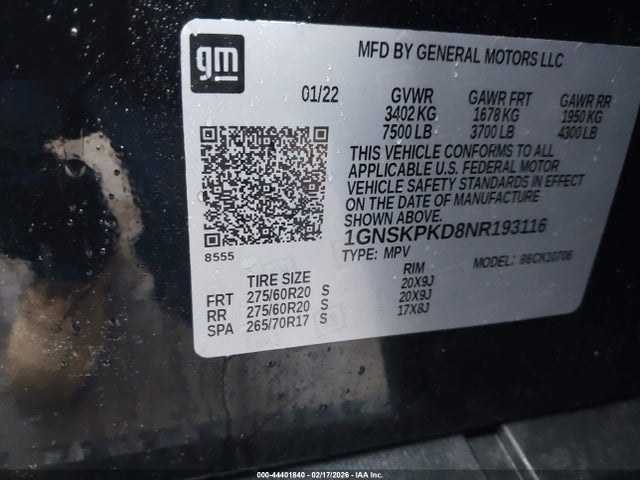 gm
MFD BY GENERAL MOTORS LLC
01/22 GVWR GAWR FRT GAWR RR
3402 KG 1678 KG 1950 KG
7500 LB 3700 LB 4300 LB
THIS VEHICLE CONFORMS TO ALL
APPLICABLE U.S. FEDERAL MOTOR
VEHICLE SAFETY STANDARDS IN EFFECT
ON THE DATE OF MANUFACTURE
SHOWN ABOVE.
1GNSKPKD8NR193116
8555 TYPE: MPV MODEL: 86CK10706
TIRE SIZE RIM
FRT 275/60R20 S 20X9J
RR 275/60R20 S 20X9J
SPA 265/70R17 S 17X8J
000-44401840 - 02/17/2026 - IAA Inc.